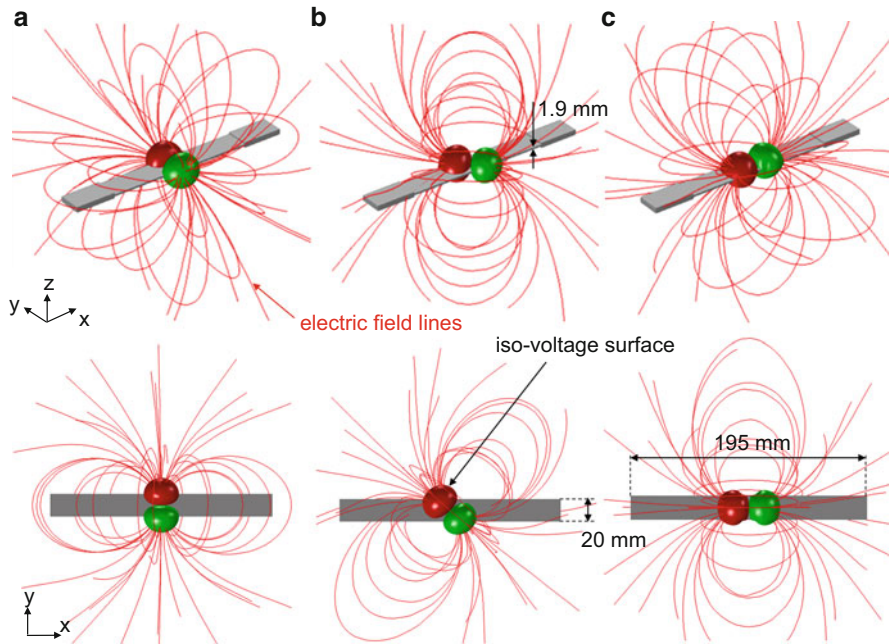 a
b
c
1.9 mm
z
y
x
electric field lines
iso-voltage surface
195 mm
20 mm
y
x